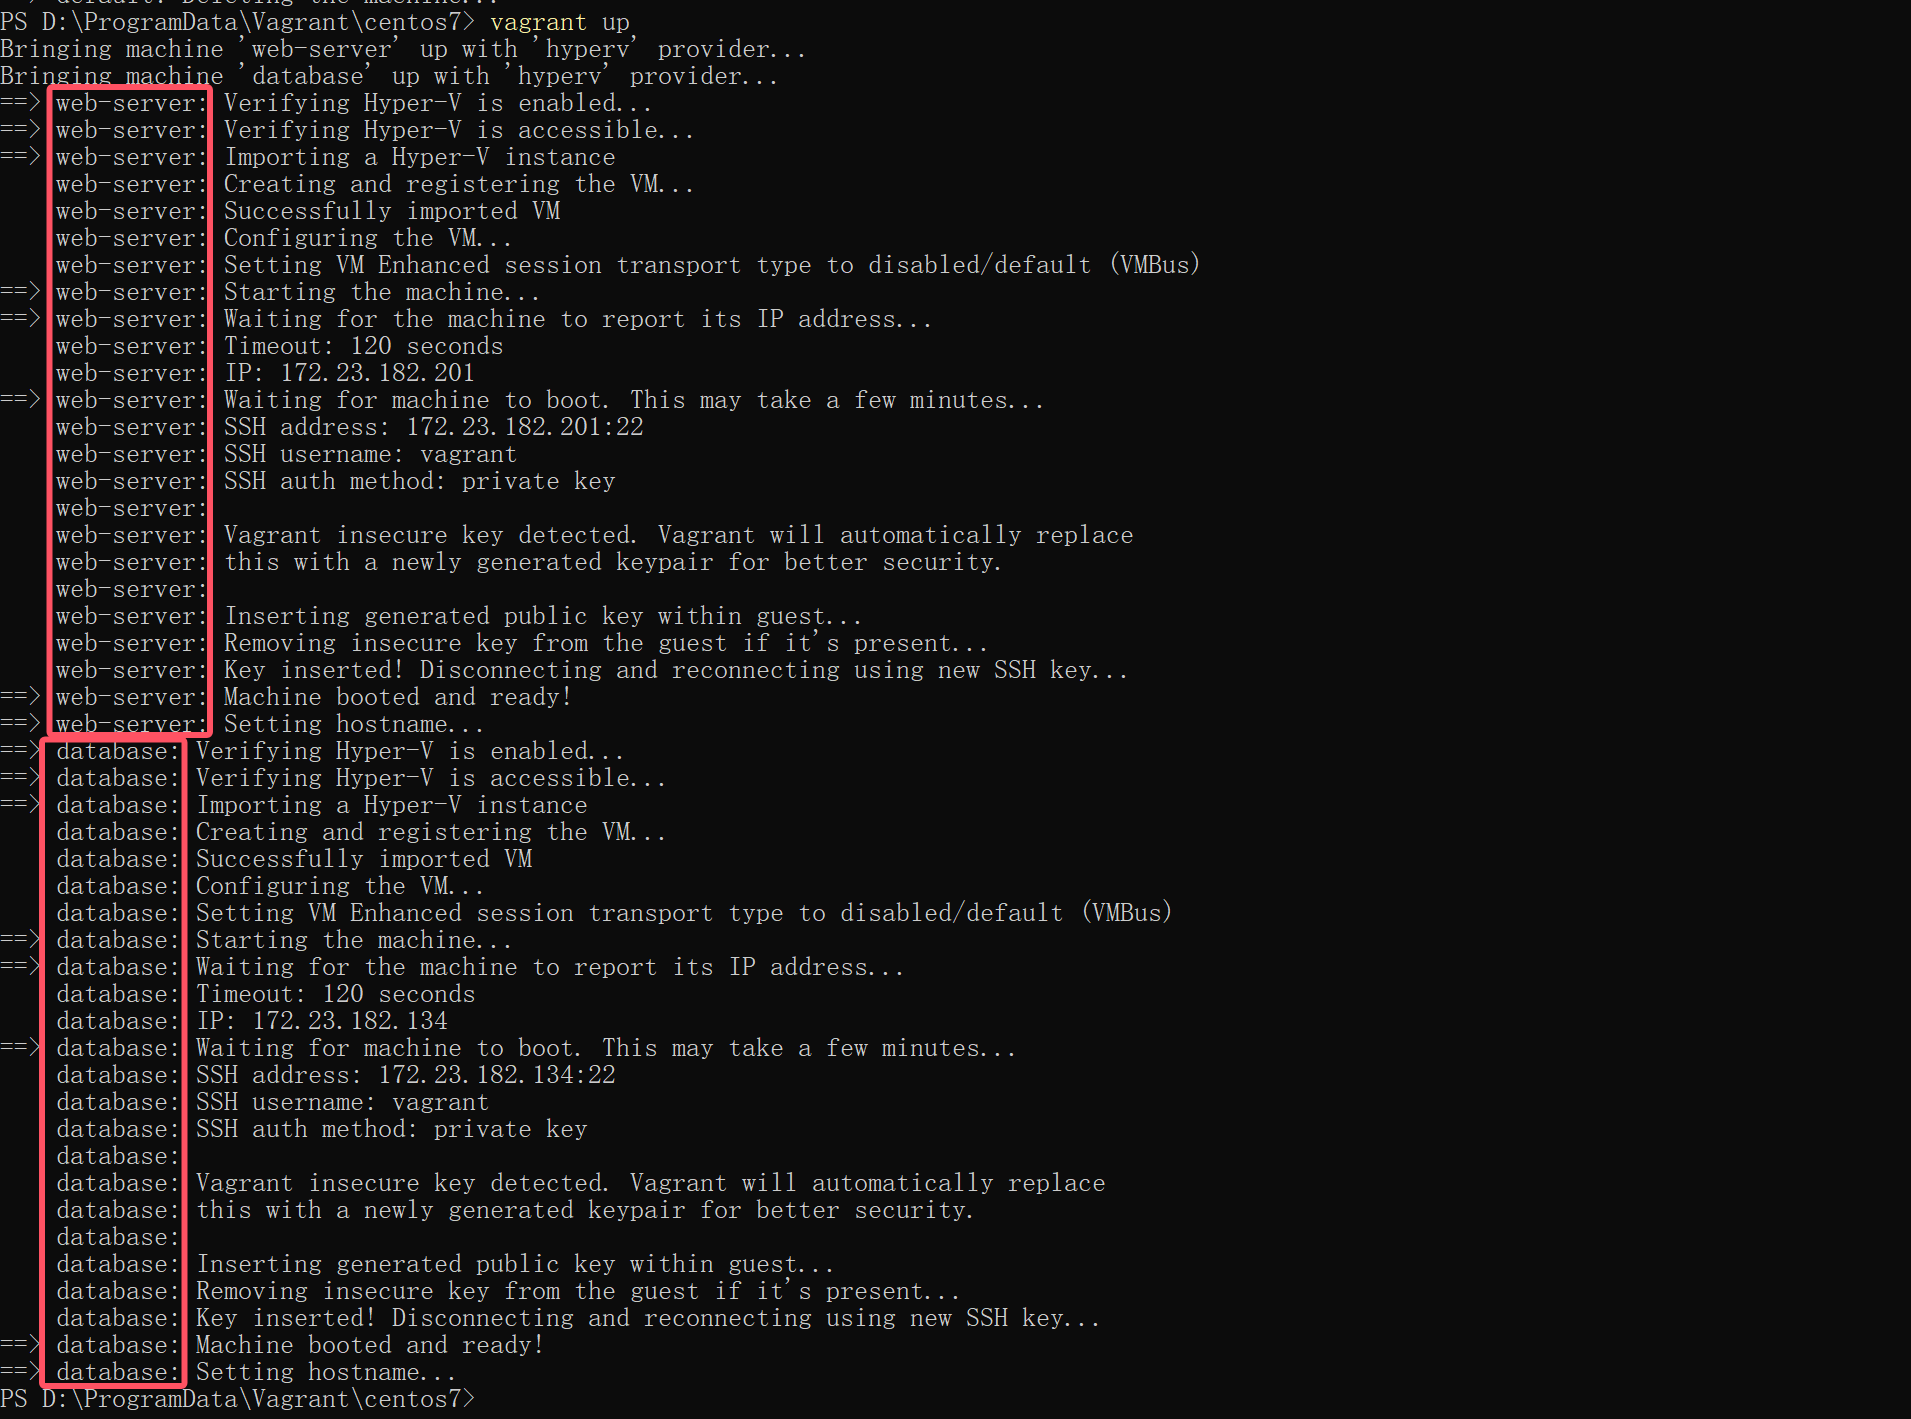 ==> default: Deleting the machine...
PS D:\ProgramData\Vagrant\centos7> vagrant up
Bringing machine 'web-server' up with 'hyperv' provider...
Bringing machine 'database' up with 'hyperv' provider...
==> web-server: Verifying Hyper-V is enabled...
==> web-server: Verifying Hyper-V is accessible...
==> web-server: Importing a Hyper-V instance
web-server: Creating and registering the VM...
web-server: Successfully imported VM
web-server: Configuring the VM...
web-server: Setting VM Enhanced session transport type to disabled/default (VMBus)
==> web-server: Starting the machine...
==> web-server: Waiting for the machine to report its IP address...
web-server: Timeout: 120 seconds
web-server: IP: 172.23.182.201
==> web-server: Waiting for machine to boot. This may take a few minutes...
web-server: SSH address: 172.23.182.201:22
web-server: SSH username: vagrant
web-server: SSH auth method: private key
web-server:
web-server: Vagrant insecure key detected. Vagrant will automatically replace
web-server: this with a newly generated keypair for better security.
web-server:
web-server: Inserting generated public key within guest...
web-server: Removing insecure key from the guest if it's present...
web-server: Key inserted! Disconnecting and reconnecting using new SSH key...
==> web-server: Machine booted and ready!
==> web-server: Setting hostname...
==> database: Verifying Hyper-V is enabled...
==> database: Verifying Hyper-V is accessible...
==> database: Importing a Hyper-V instance
database: Creating and registering the VM...
database: Successfully imported VM
database: Configuring the VM...
database: Setting VM Enhanced session transport type to disabled/default (VMBus)
==> database: Starting the machine...
==> database: Waiting for the machine to report its IP address...
database: Timeout: 120 seconds
database: IP: 172.23.182.134
==> database: Waiting for machine to boot. This may take a few minutes...
database: SSH address: 172.23.182.134:22
database: SSH username: vagrant
database: SSH auth method: private key
database:
database: Vagrant insecure key detected. Vagrant will automatically replace
database: this with a newly generated keypair for better security.
database:
database: Inserting generated public key within guest...
database: Removing insecure key from the guest if it's present...
database: Key inserted! Disconnecting and reconnecting using new SSH key...
==> database: Machine booted and ready!
==> database: Setting hostname...
PS D:\ProgramData\Vagrant\centos7>